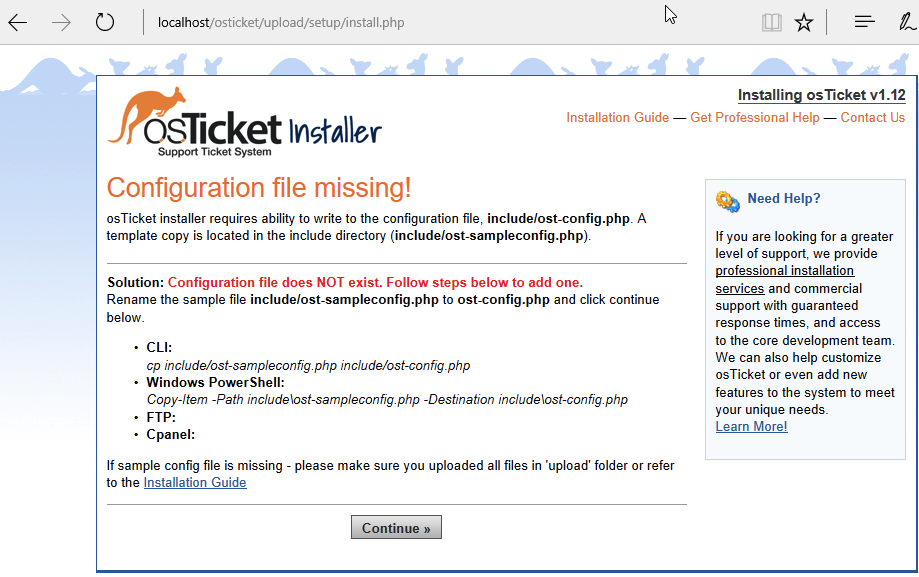 localhost/osticket/upload/setup/install.php
osTicket Installer
Support Ticket System
Installing osTicket v1.12
Installation Guide — Get Professional Help — Contact Us
Configuration file missing!
osTicket installer requires ability to write to the configuration file, include/ost-config.php. A
template copy is located in the include directory (include/ost-sampleconfig.php).
Solution: Configuration file does NOT exist. Follow steps below to add one.
Rename the sample file include/ost-sampleconfig.php to ost-config.php and click continue
below.
• CLI:
cp include/ost-sampleconfig.php include/ost-config.php
• Windows PowerShell:
Copy-Item -Path include\ost-sampleconfig.php -Destination include\ost-config.php
• FTP:
• Cpanel:
If sample config file is missing - please make sure you uploaded all files in 'upload' folder or refer
to the Installation Guide
Continue »
Need Help?
If you are looking for a greater
level of support, we provide
professional installation
services and commercial
support with guaranteed
response times, and access
to the core development team.
We can also help customize
osTicket or even add new
features to the system to meet
your unique needs.
Learn More!